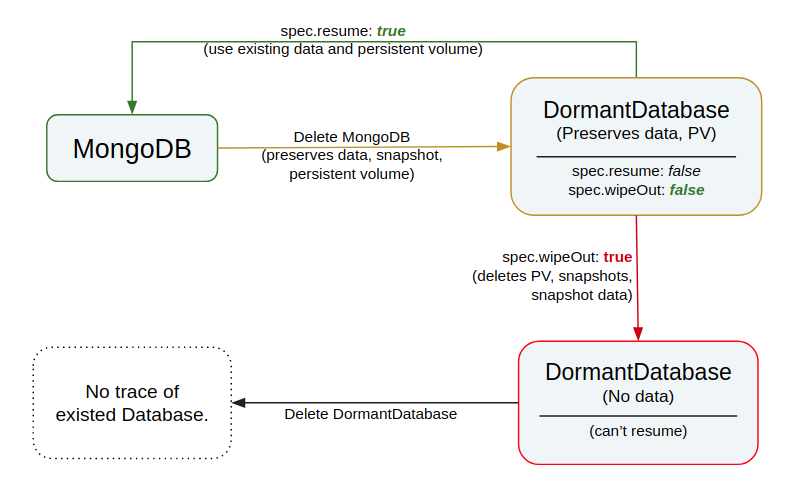 spec.resume: true
(use existing data and persistent volume)
MongoDB
Delete MongoDB
(preserves data, snapshot,
persistent volume)
DormantDatabase
(Preserves data, PV)
spec.resume: false
spec.wipeOut: false
spec.wipeOut: true
(deletes PV, snapshots,
snapshot data)
DormantDatabase
(No data)
(can't resume)
Delete DormantDatabase
No trace of
existed Database.